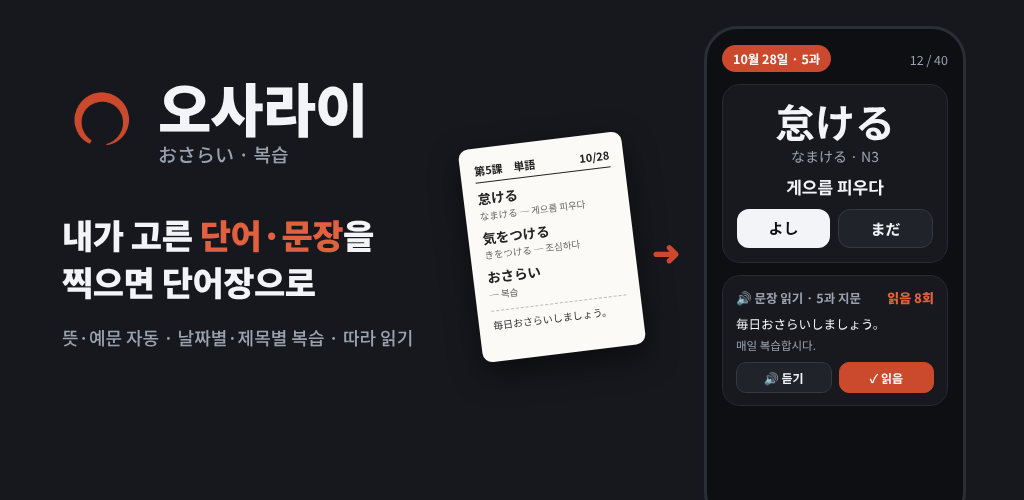 오사라이
おさらい · 복습
내가 고른 단어·문장을
찍으면 단어장으로
뜻·예문 자동 · 날짜별·제목별 복습 · 따라 읽기
第5課 単語 10/28
怠ける
なまける — 게으름 피우다
気をつける
きをつける — 조심하다
おさらい
— 복습
毎日おさらいしましょう。
10월 28일 · 5과 12 / 40
怠ける
なまける · N3
게으름 피우다
よし まだ
문장 읽기 · 5과 지문 읽음 8회
毎日おさらいしましょう。
매일 복습합시다.
듣기 ✓ 읽음